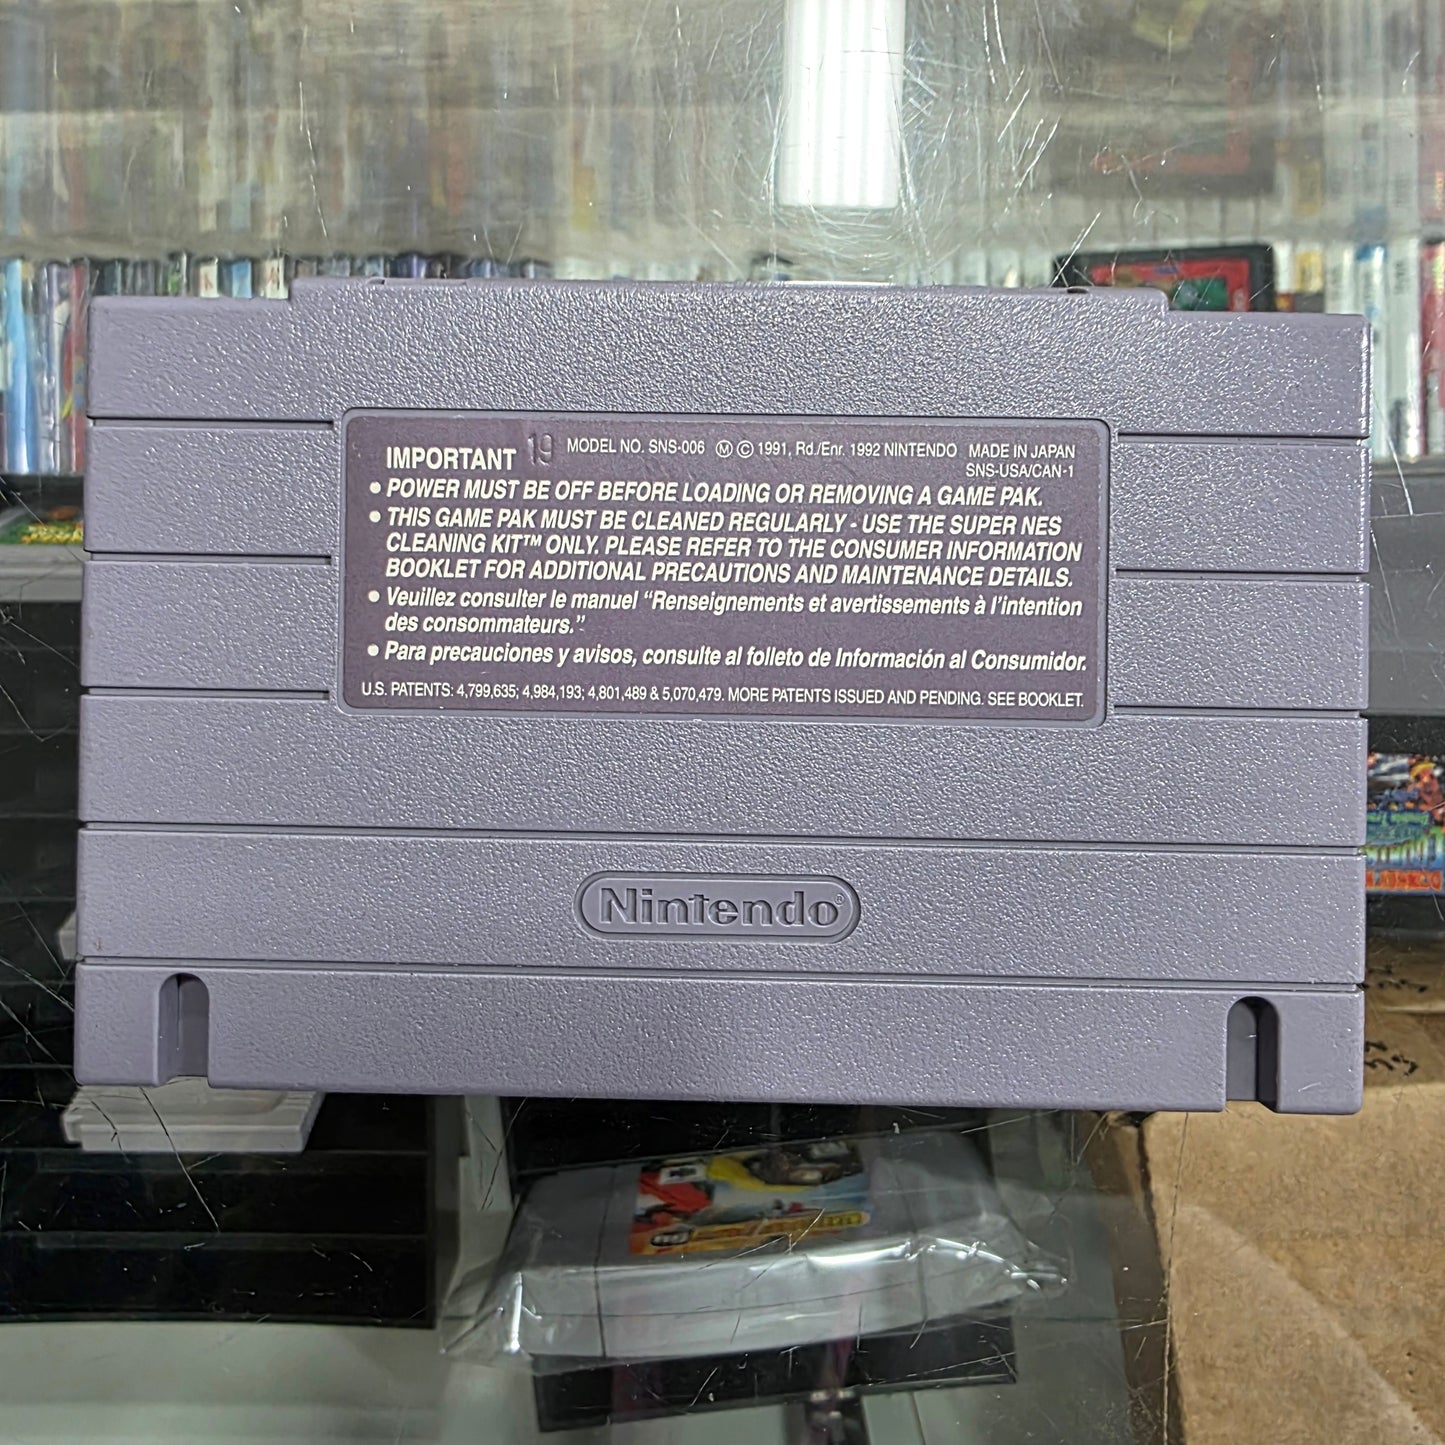 IMPORTANT 19 MODEL NO. SNS-006 Ⓜ © 1991, Rd./Enr. 1992 NINTENDO MADE IN JAPAN
SNS-USA/CAN-1
• POWER MUST BE OFF BEFORE LOADING OR REMOVING A GAME PAK.
• THIS GAME PAK MUST BE CLEANED REGULARLY - USE THE SUPER NES
CLEANING KIT™ ONLY. PLEASE REFER TO THE CONSUMER INFORMATION
BOOKLET FOR ADDITIONAL PRECAUTIONS AND MAINTENANCE DETAILS.
• Veuillez consulter le manuel “Renseignements et avertissements à l’intention
des consommateurs.”
• Para precauciones y avisos, consulte al folleto de Información al Consumidor.
U.S. PATENTS: 4,799,635; 4,984,193; 4,801,489 & 5,070,479. MORE PATENTS ISSUED AND PENDING. SEE BOOKLET.
Nintendo®